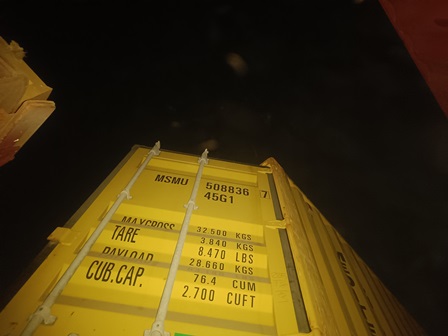 MSMU 508836 7
45G1
MAXGROSS 32 500 KGS
TARE 3.840 KGS
8.470 LBS
PAYLOAD 28.660 KGS
CUB.CAP. 76.4 CUM
2.700 CUFT